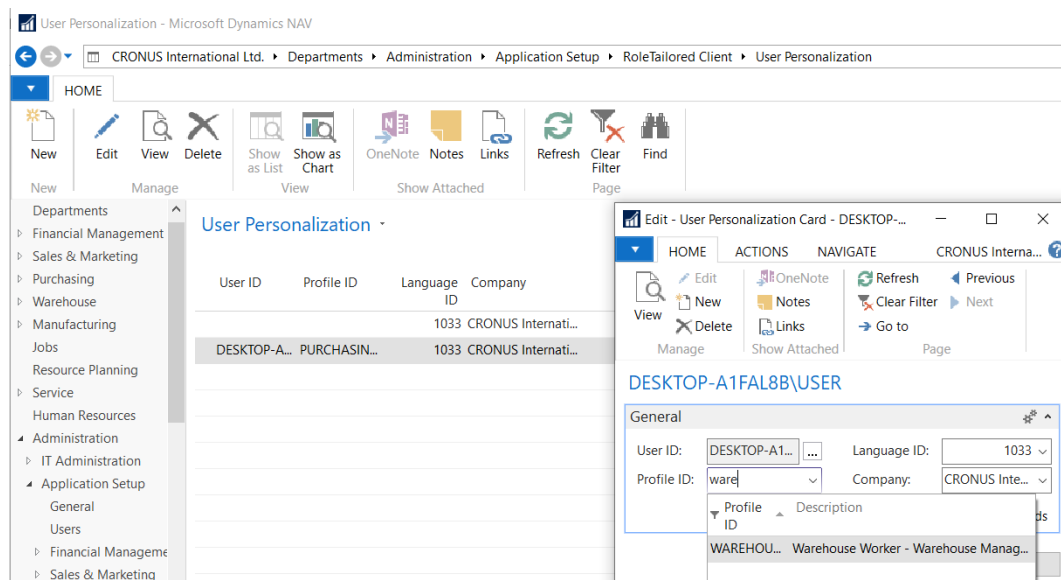 User Personalization - Microsoft Dynamics NAV
CRONUS International Ltd. Departments Administration Application Setup RoleTailored Client User Personalization
HOME
New Edit View Delete Show as List Show as Chart OneNote Notes Links Refresh Clear Filter Find
New Manage View Show Attached Page
Departments
Financial Management
Sales & Marketing
Purchasing
Warehouse
Manufacturing
Jobs
Resource Planning
Service
Human Resources
Administration
IT Administration
Application Setup
General
Users
Financial Manageme
Sales & Marketing
User Personalization
User ID Profile ID Language ID Company
1033 CRONUS Internati...
DESKTOP-A... PURCHASIN... 1033 CRONUS Internati...
Edit - User Personalization Card - DESKTOP-...
HOME ACTIONS NAVIGATE CRONUS Interna... ?
View
Edit
New
Delete
OneNote
Notes
Links
Refresh
Clear Filter
Go to
Previous
Next
Manage Show Attached Page
DESKTOP-A1FAL8B\USER
General
User ID: DESKTOP-A1... ... Language ID: 1033
Profile ID: ware Company: CRONUS Inte...
ds
Profile ID Description
WAREHOU... Warehouse Worker - Warehouse Manag...